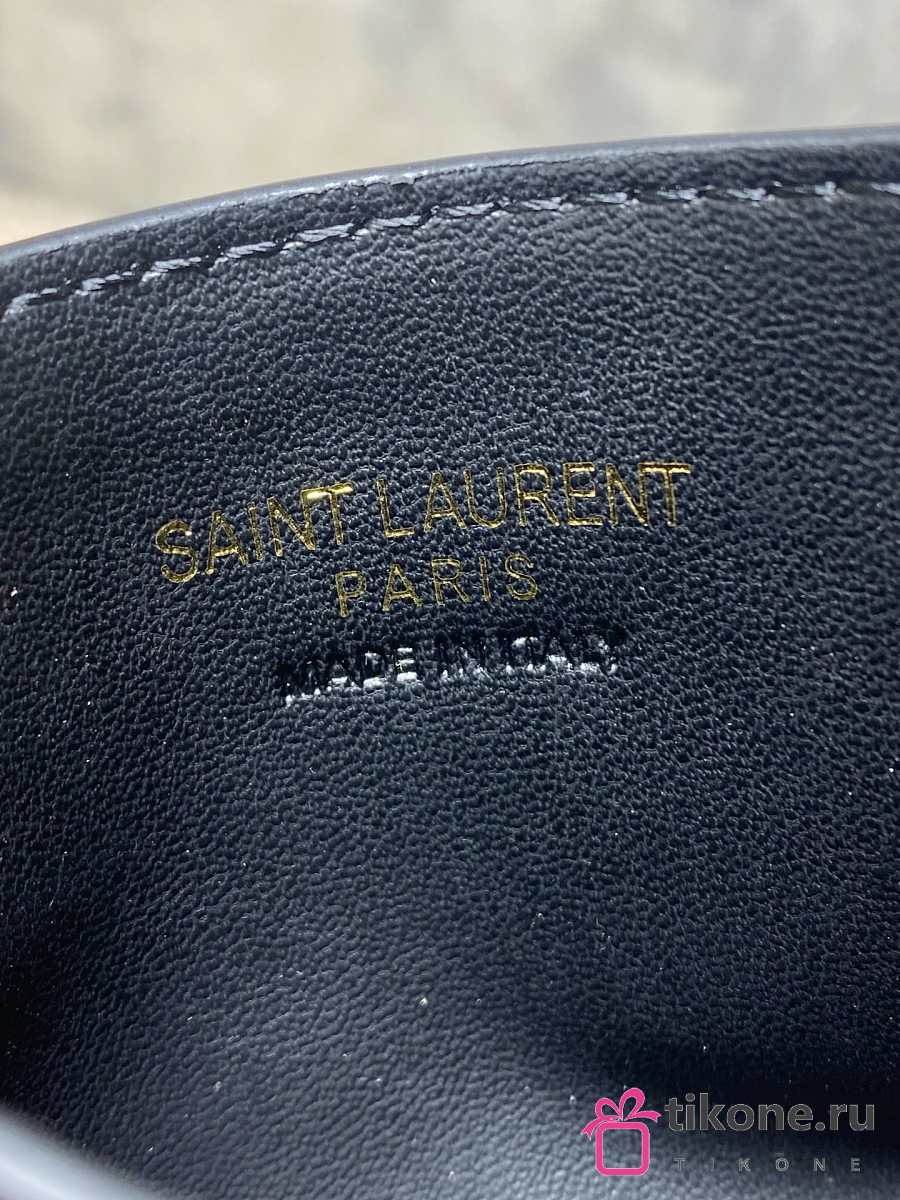 SAINT LAURENT
PARIS
MADE IN ITALY
tikone.ru
TIKONE